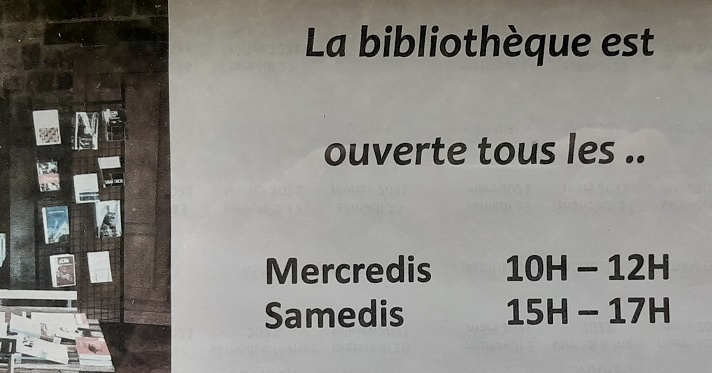 La bibliothèque est
ouverte tous les ..
Mercredis 10H – 12H
Samedis 15H – 17H